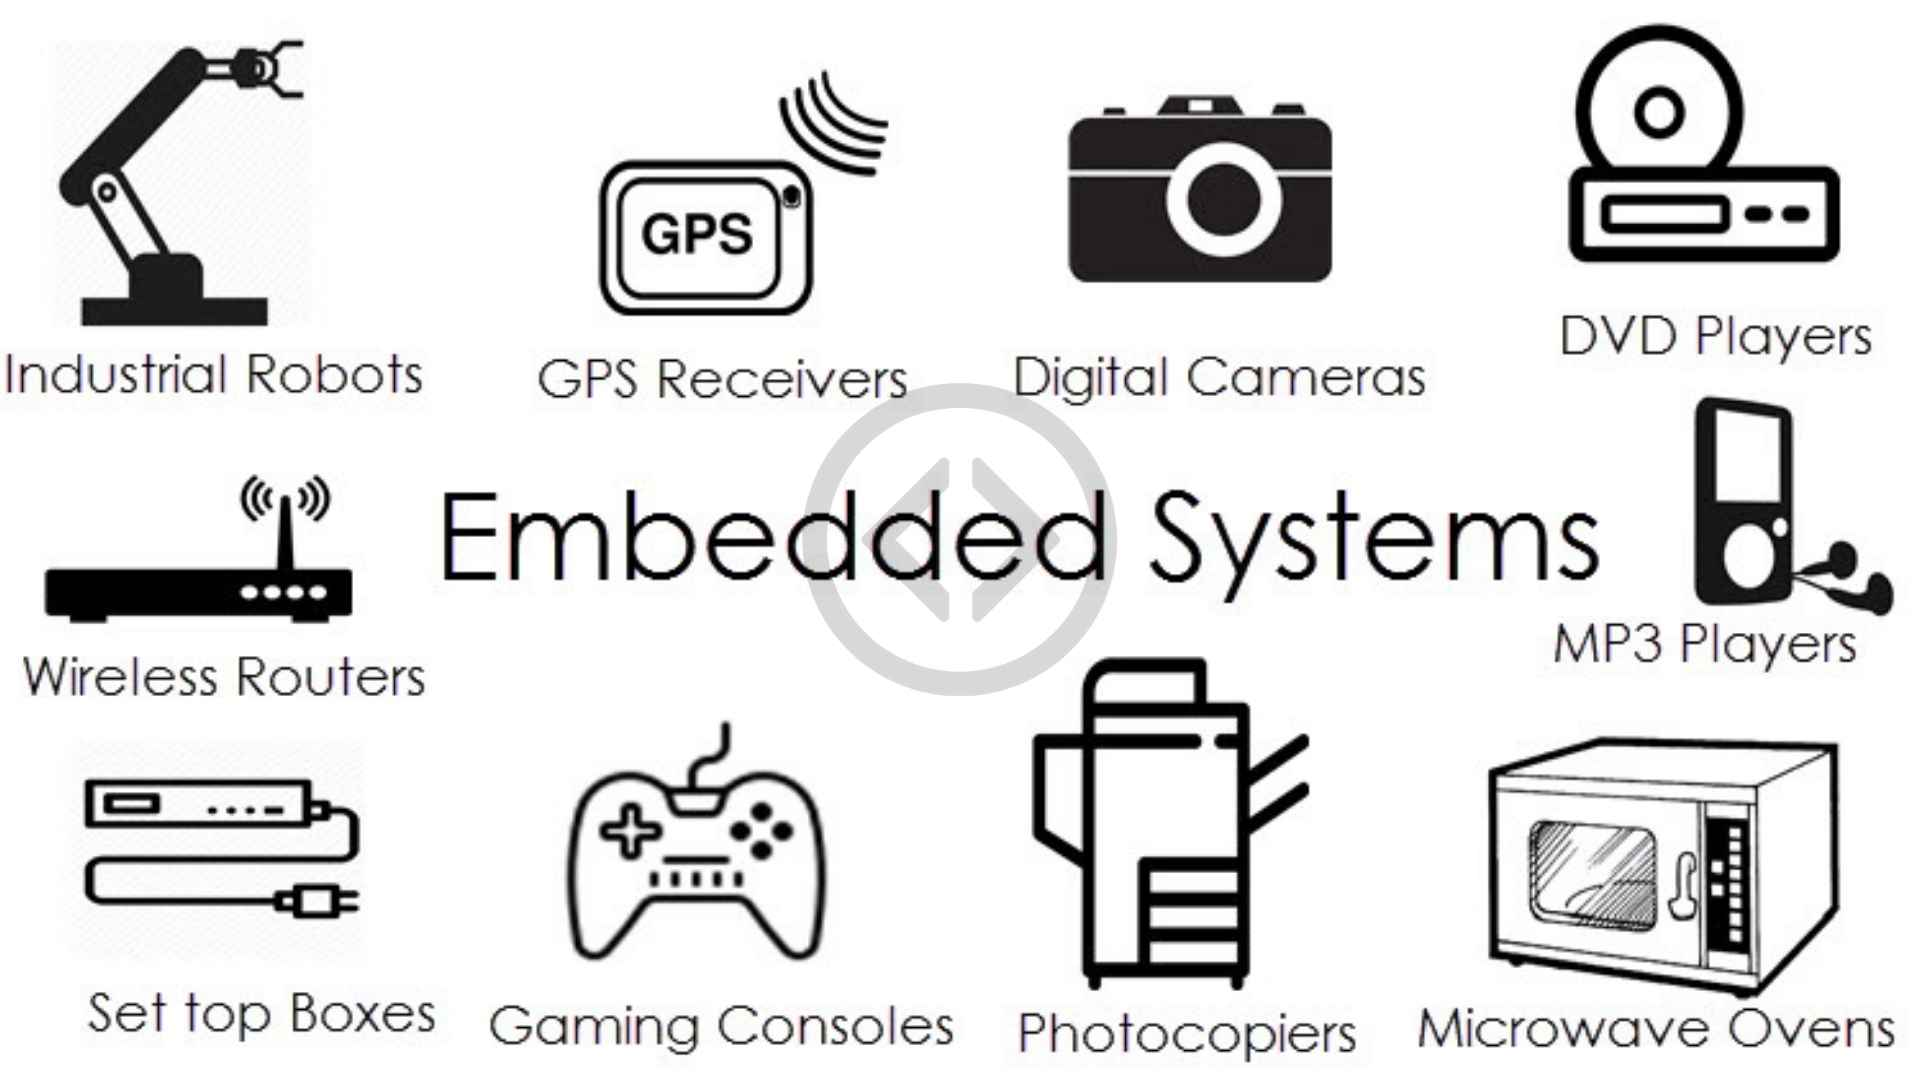 GPS
Industrial Robots
GPS Receivers
Digital Cameras
DVD Players
Embedded Systems
Wireless Routers
MP3 Players
Set top Boxes
Gaming Consoles
Photocopiers
Microwave Ovens